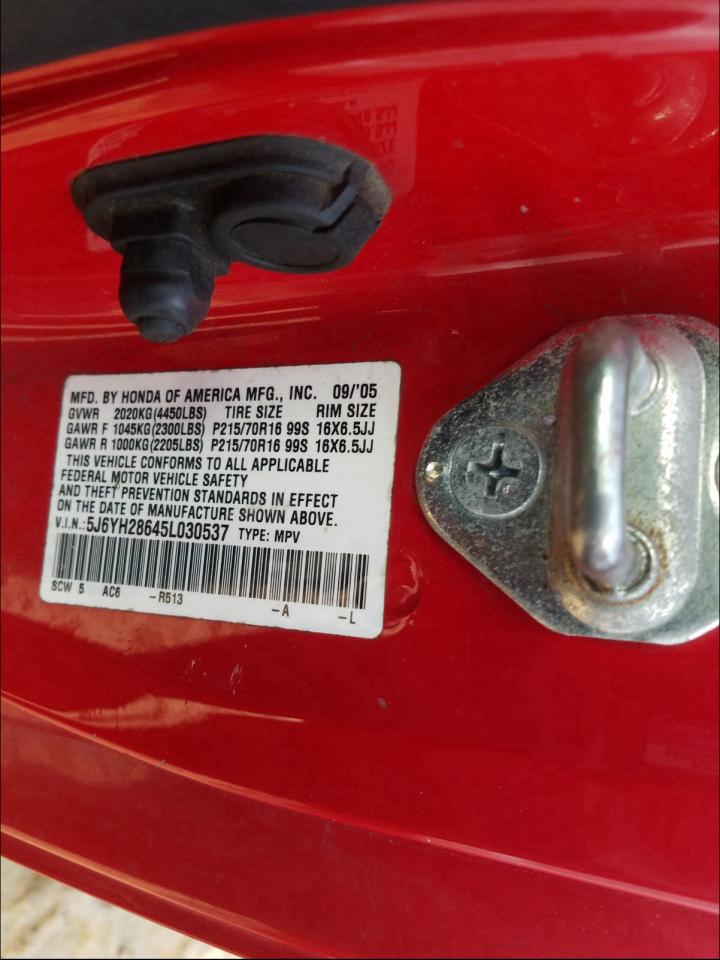 MFD. BY HONDA OF AMERICA MFG., INC. 09/'05
GVWR 2020KG(4450LBS) TIRE SIZE RIM SIZE
GAWR F 1045KG(2300LBS) P215/70R16 99S 16X6.5JJ
GAWR R 1000KG(2205LBS) P215/70R16 99S 16X6.5JJ
THIS VEHICLE CONFORMS TO ALL APPLICABLE
FEDERAL MOTOR VEHICLE SAFETY
AND THEFT PREVENTION STANDARDS IN EFFECT
ON THE DATE OF MANUFACTURE SHOWN ABOVE.
V.I.N.:5J6YH28645L030537 TYPE: MPV
SCW 5 AC6 -R513 -A -L